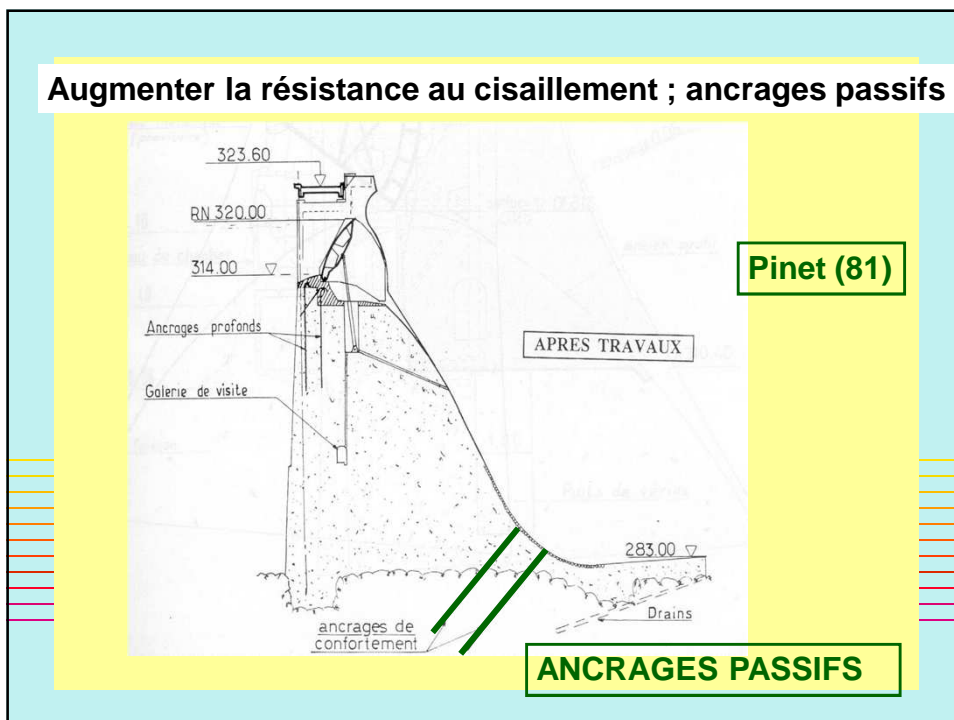 Augmenter la résistance au cisaillement ; ancrages passifs
323.60
RN 320.00
314.00
Pinet (81)
Ancrages profonds
APRES TRAVAUX
Galerie de visite
283.00
Drains
ancrages de
confortement
ANCRAGES PASSIFS